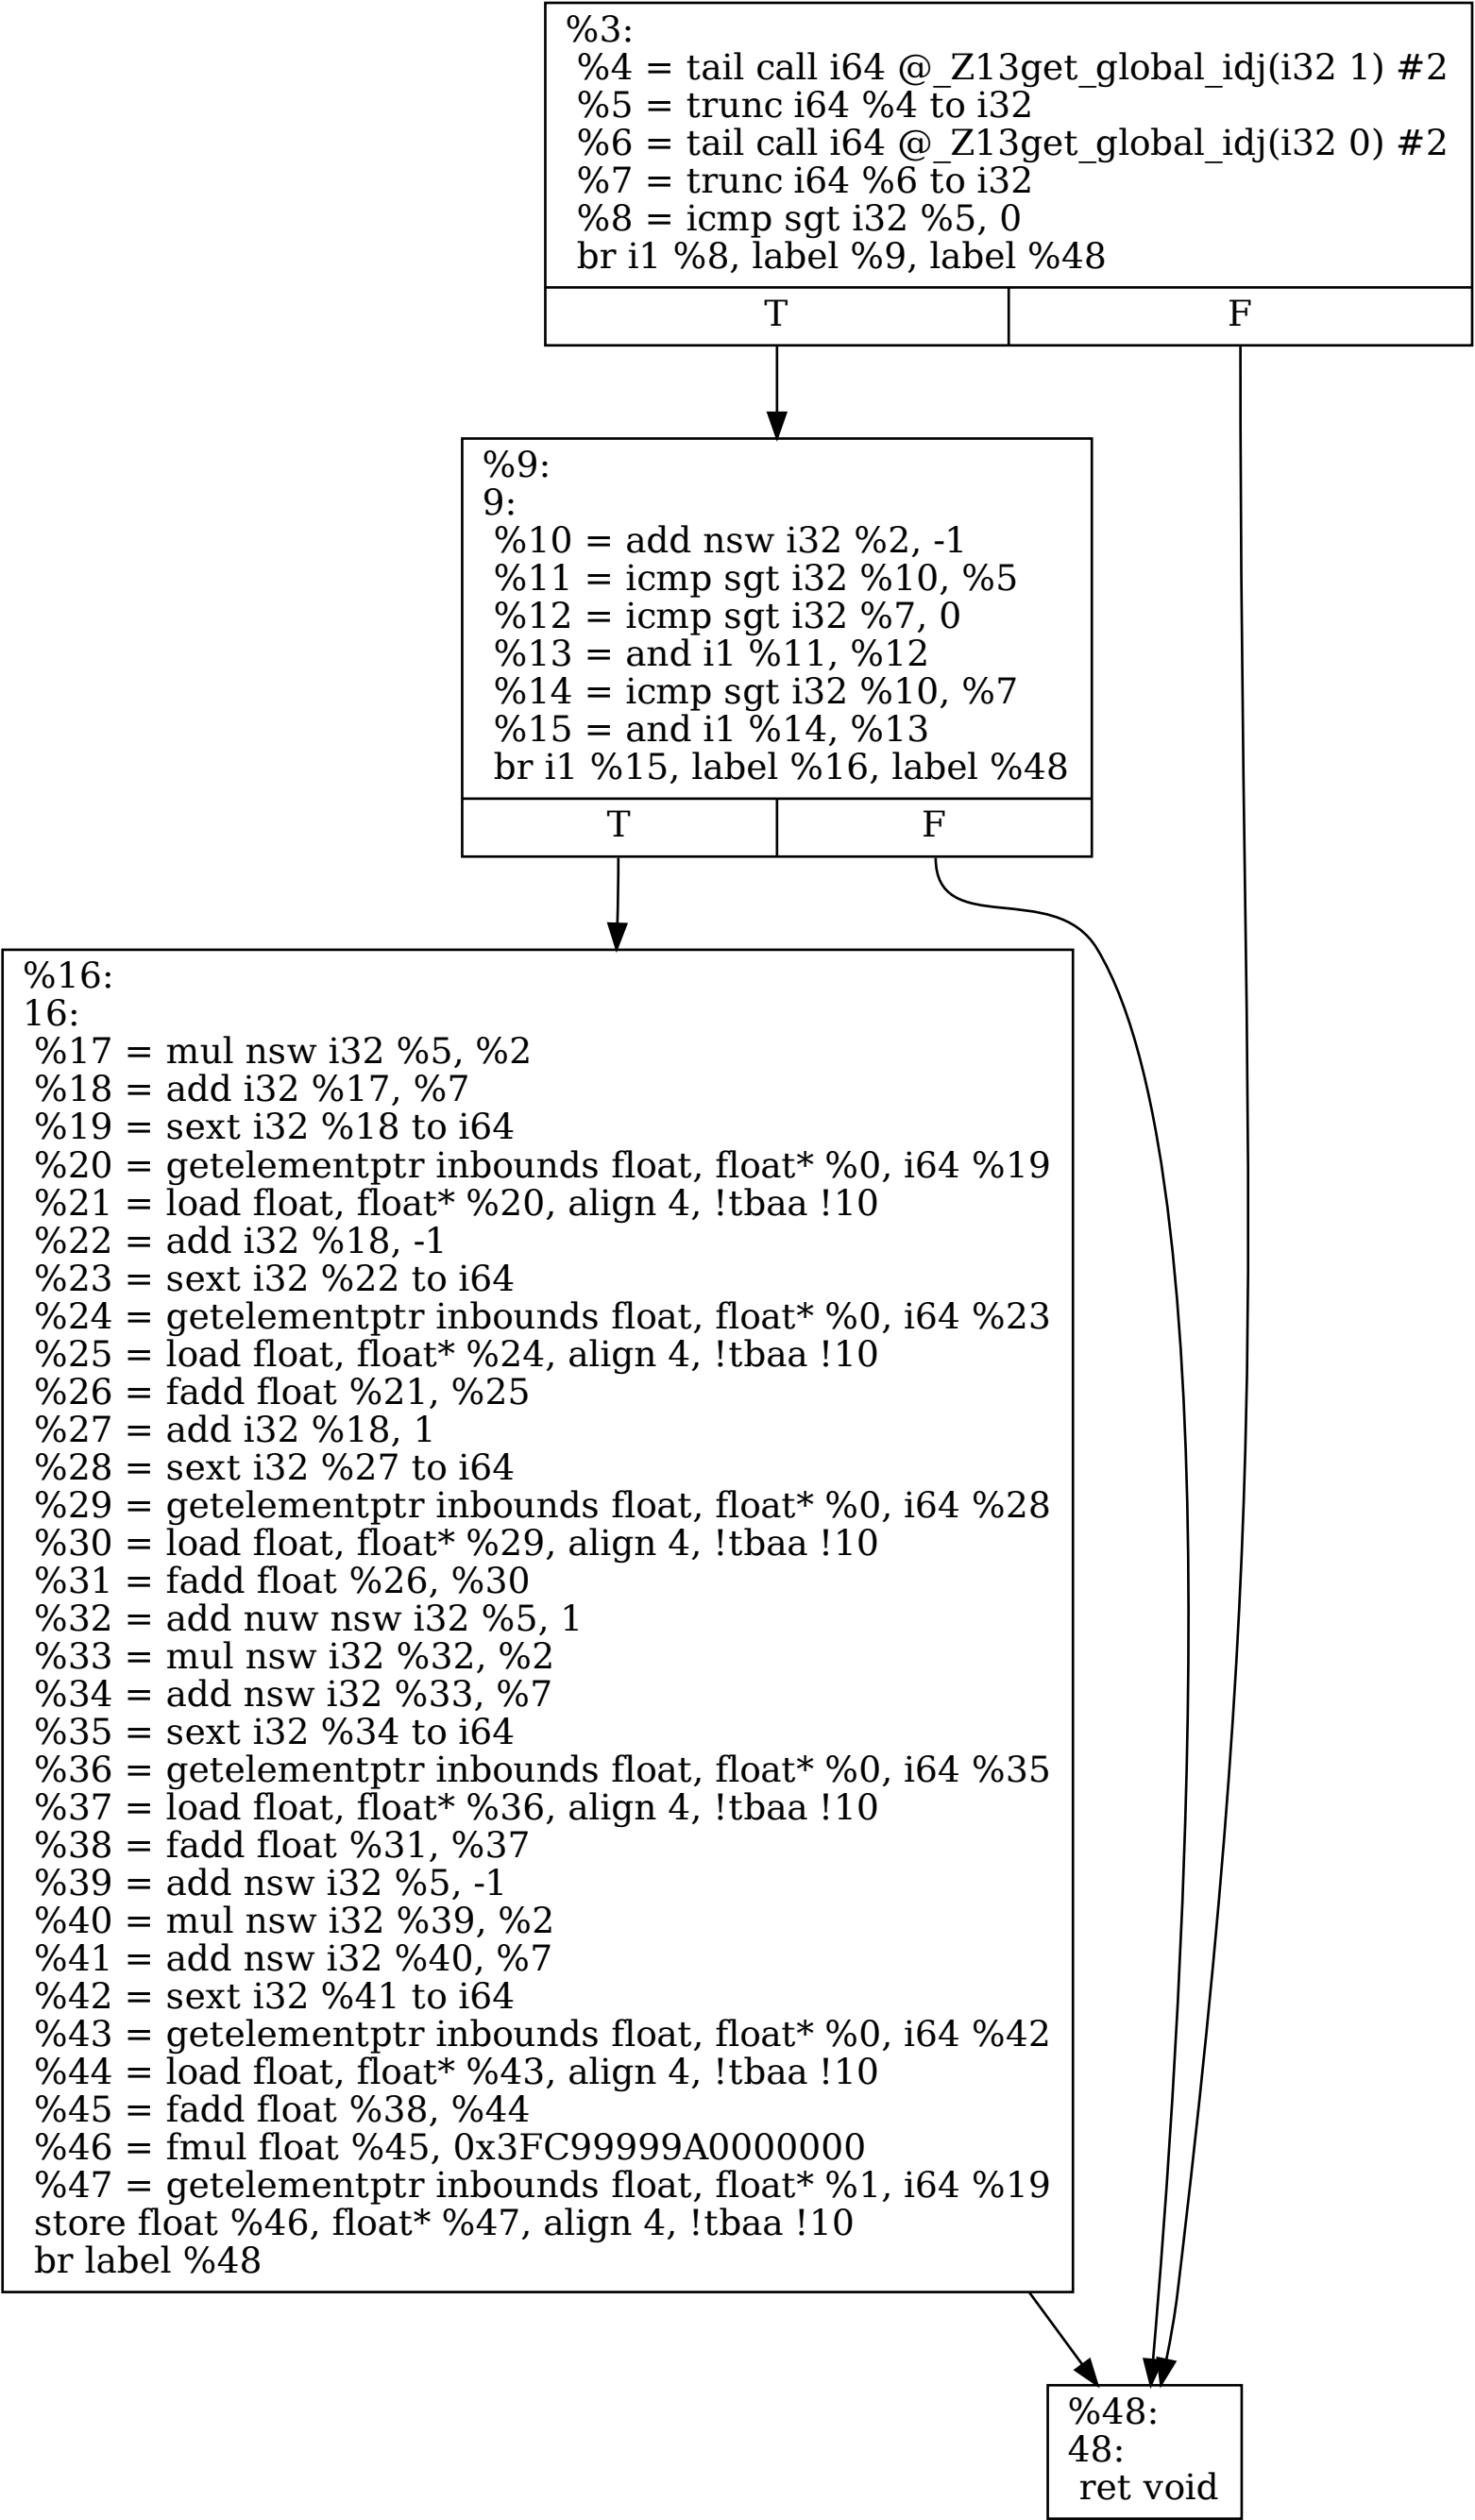 %3:
%4 = tail call i64 @_Z13get_global_idj(i32 1) #2
%5 = trunc i64 %4 to i32
%6 = tail call i64 @_Z13get_global_idj(i32 0) #2
%7 = trunc i64 %6 to i32
%8 = icmp sgt i32 %5, 0
br i1 %8, label %9, label %48
T F
%9:
9:
%10 = add nsw i32 %2, -1
%11 = icmp sgt i32 %10, %5
%12 = icmp sgt i32 %7, 0
%13 = and i1 %11, %12
%14 = icmp sgt i32 %10, %7
%15 = and i1 %14, %13
br i1 %15, label %16, label %48
T F
%16:
16:
%17 = mul nsw i32 %5, %2
%18 = add i32 %17, %7
%19 = sext i32 %18 to i64
%20 = getelementptr inbounds float, float* %0, i64 %19
%21 = load float, float* %20, align 4, !tbaa !10
%22 = add i32 %18, -1
%23 = sext i32 %22 to i64
%24 = getelementptr inbounds float, float* %0, i64 %23
%25 = load float, float* %24, align 4, !tbaa !10
%26 = fadd float %21, %25
%27 = add i32 %18, 1
%28 = sext i32 %27 to i64
%29 = getelementptr inbounds float, float* %0, i64 %28
%30 = load float, float* %29, align 4, !tbaa !10
%31 = fadd float %26, %30
%32 = add nuw nsw i32 %5, 1
%33 = mul nsw i32 %32, %2
%34 = add nsw i32 %33, %7
%35 = sext i32 %34 to i64
%36 = getelementptr inbounds float, float* %0, i64 %35
%37 = load float, float* %36, align 4, !tbaa !10
%38 = fadd float %31, %37
%39 = add nsw i32 %5, -1
%40 = mul nsw i32 %39, %2
%41 = add nsw i32 %40, %7
%42 = sext i32 %41 to i64
%43 = getelementptr inbounds float, float* %0, i64 %42
%44 = load float, float* %43, align 4, !tbaa !10
%45 = fadd float %38, %44
%46 = fmul float %45, 0x3FC99999A0000000
%47 = getelementptr inbounds float, float* %1, i64 %19
store float %46, float* %47, align 4, !tbaa !10
br label %48
%48:
48:
ret void